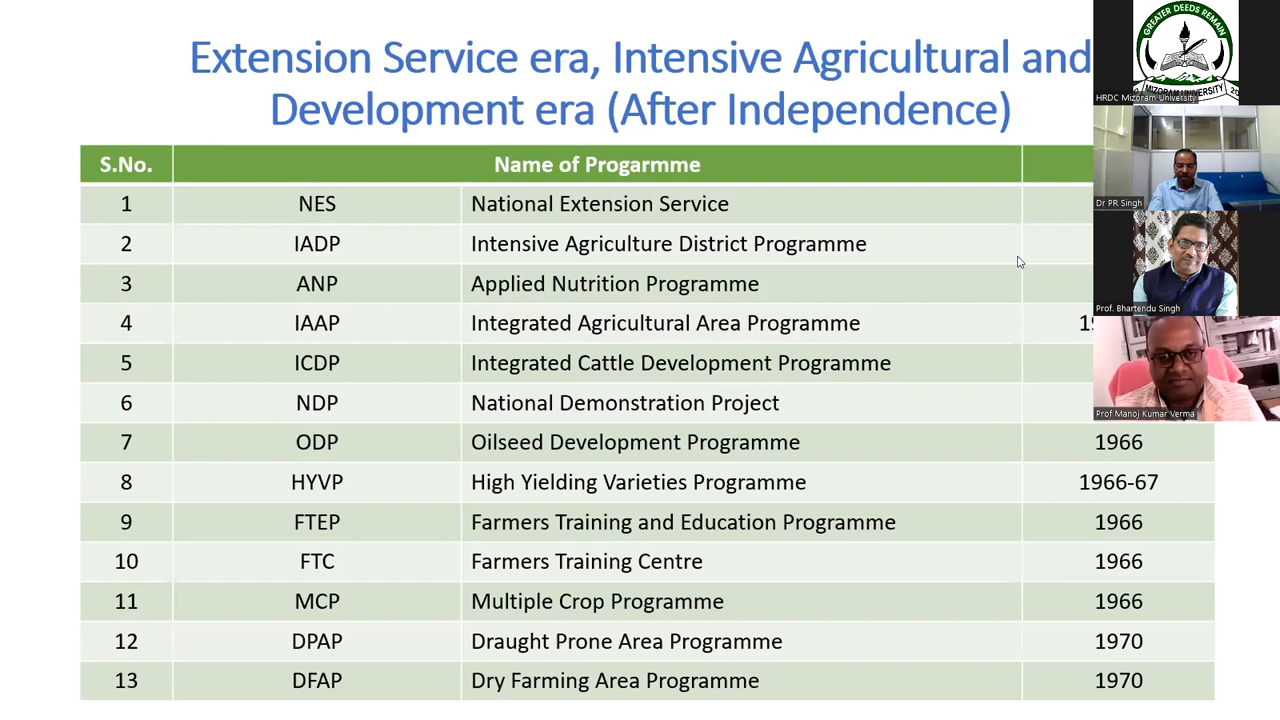 Extension Service era, Intensive Agricultural and
Development era (After Independence)
S.No. Name of Progarmme
1 NES National Extension Service
2 IADP Intensive Agriculture District Programme
3 ANP Applied Nutrition Programme
4 IAAP Integrated Agricultural Area Programme
5 ICDP Integrated Cattle Development Programme
6 NDP National Demonstration Project
7 ODP Oilseed Development Programme 1966
8 HYVP High Yielding Varieties Programme 1966-67
9 FTEP Farmers Training and Education Programme 1966
10 FTC Farmers Training Centre 1966
11 MCP Multiple Crop Programme 1966
12 DPAP Draught Prone Area Programme 1970
13 DFAP Dry Farming Area Programme 1970
GREATER DEEDS REMAIN
MIZORAM UNIVERSITY
HRDC Mizoram University
Dr PR Singh
Prof. Bhartendu Singh
Prof Manoj Kumar Verma